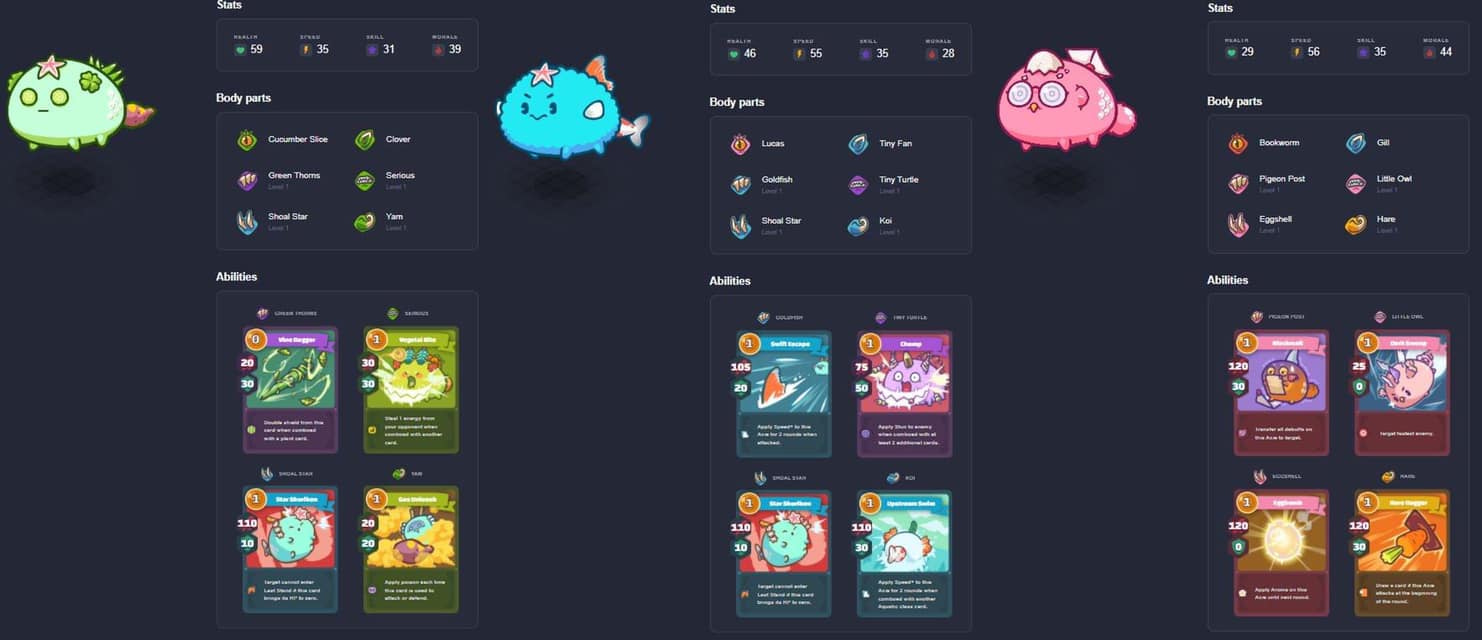 Stats
HEALTH SPEED SKILL MORALE
59 35 31 39
Body parts
Cucumber Slice Clover
Green Thorns Serious
Level 1 Level 1
Shoal Star Yam
Level 1 Level 1
Abilities
GREEN THORNS SERIOUS
0 Vine Dagger 1 Vegetal Bite
20 30
30 30
Double shield from this
card when combined
with a plant card.
Steal 1 energy from
your opponent when
combined with another
card.
SHOAL STAR YAM
1 Star Shuriken 1 Gas Unleash
110 20
10 20
Target cannot enter
Last Stand if this card
brings its HP to zero.
Apply poison each time
this card is used to
attack or defend.
Stats
HEALTH SPEED SKILL MORALE
46 55 35 28
Body parts
Lucas Tiny Fan
Goldfish Tiny Turtle
Level 1 Level 1
Shoal Star Koi
Level 1 Level 1
Abilities
GOLDFISH TINY TURTLE
1 Swift Escape 1 Chomp
105 75
20 50
Apply Speed+ to this
Axie for 2 rounds when
attacked.
Apply Stun to enemy
when combined with at
least 2 additional cards.
SHOAL STAR KOI
1 Star Shuriken 1 Upstream Swim
110 110
10 30
Target cannot enter
Last Stand if this card
brings its HP to zero.
Apply Speed+ to this
Axie for 2 rounds when
combined with another
Aquatic class card.
Stats
HEALTH SPEED SKILL MORALE
29 56 35 44
Body parts
Bookworm Gill
Pigeon Post Little Owl
Level 1 Level 1
Eggshell Hare
Level 1 Level 1
Abilities
PIGEON POST LITTLE OWL
1 Blackmail 1 Dark Swoop
120 25
30 0
Transfer all debuffs on
this Axie to target.
Target fastest enemy.
EGGSHELL HARE
1 Eggbomb 1 Hare Dagger
120 120
0 30
Apply Aroma on this
Axie until next round.
Draw a card if this Axie
attacks at the beginning
of the round.